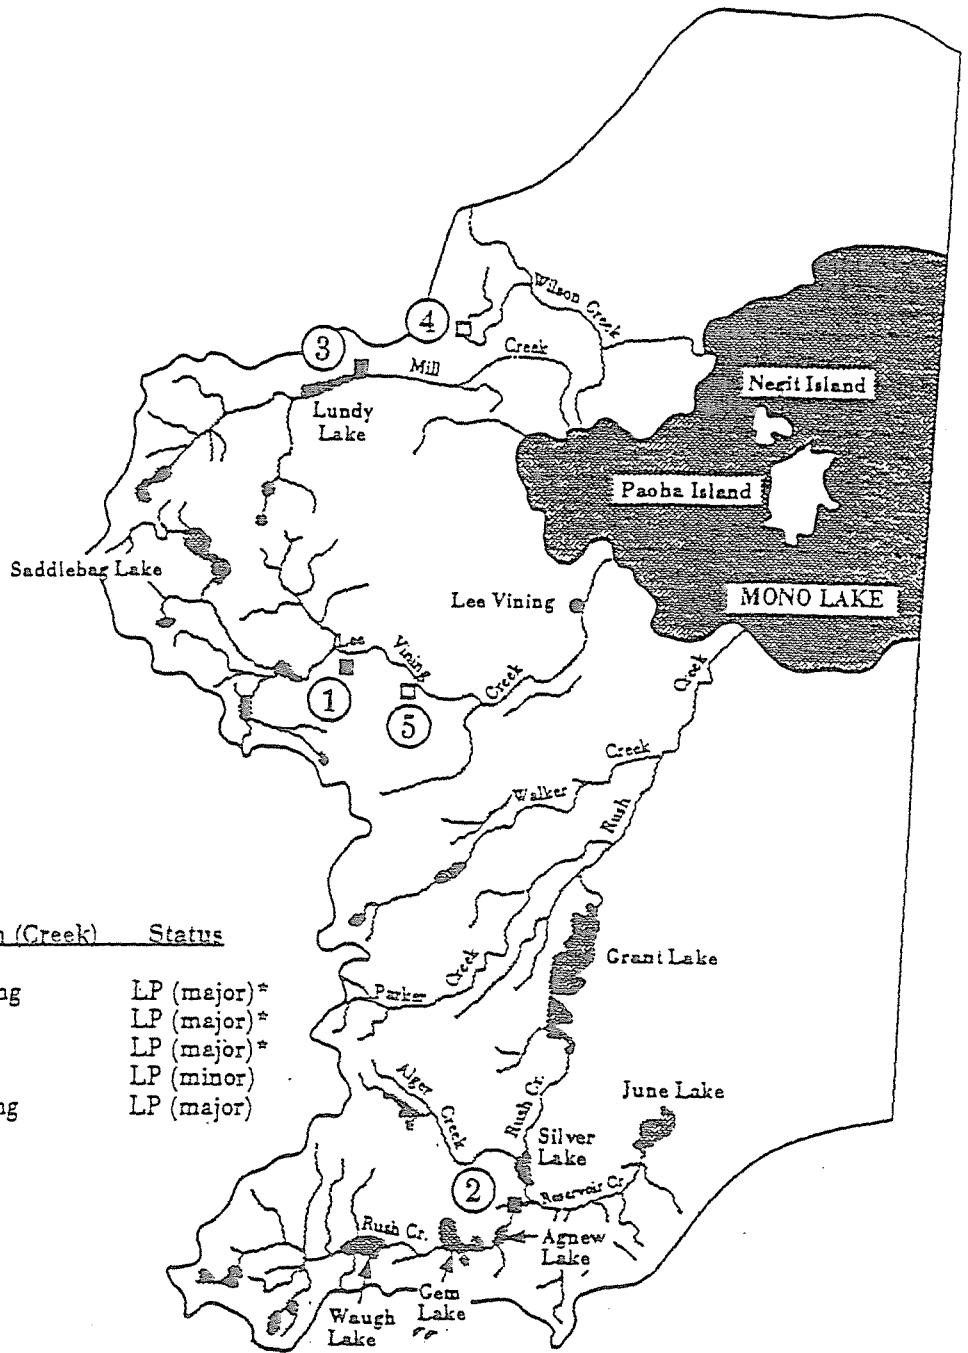 Wilson Creek
4
3
Mill Creek
Lundy
Lake
Negit Island
Paoha Island
Saddlebag Lake
Lee Vining
MONO LAKE
Lee Vining Creek
1
5
Creek
Walker Creek
Rush
(Creek) Status
LP (major)*
LP (major)*
LP (major)*
LP (minor)
LP (major)
Grant Lake
Parker Creek
Alger Creek
Rush Cr.
June Lake
Silver
Lake
2
Reservoir Cr
Rush Cr.
Agnew
Lake
Gem
Lake
Waugh
Lake